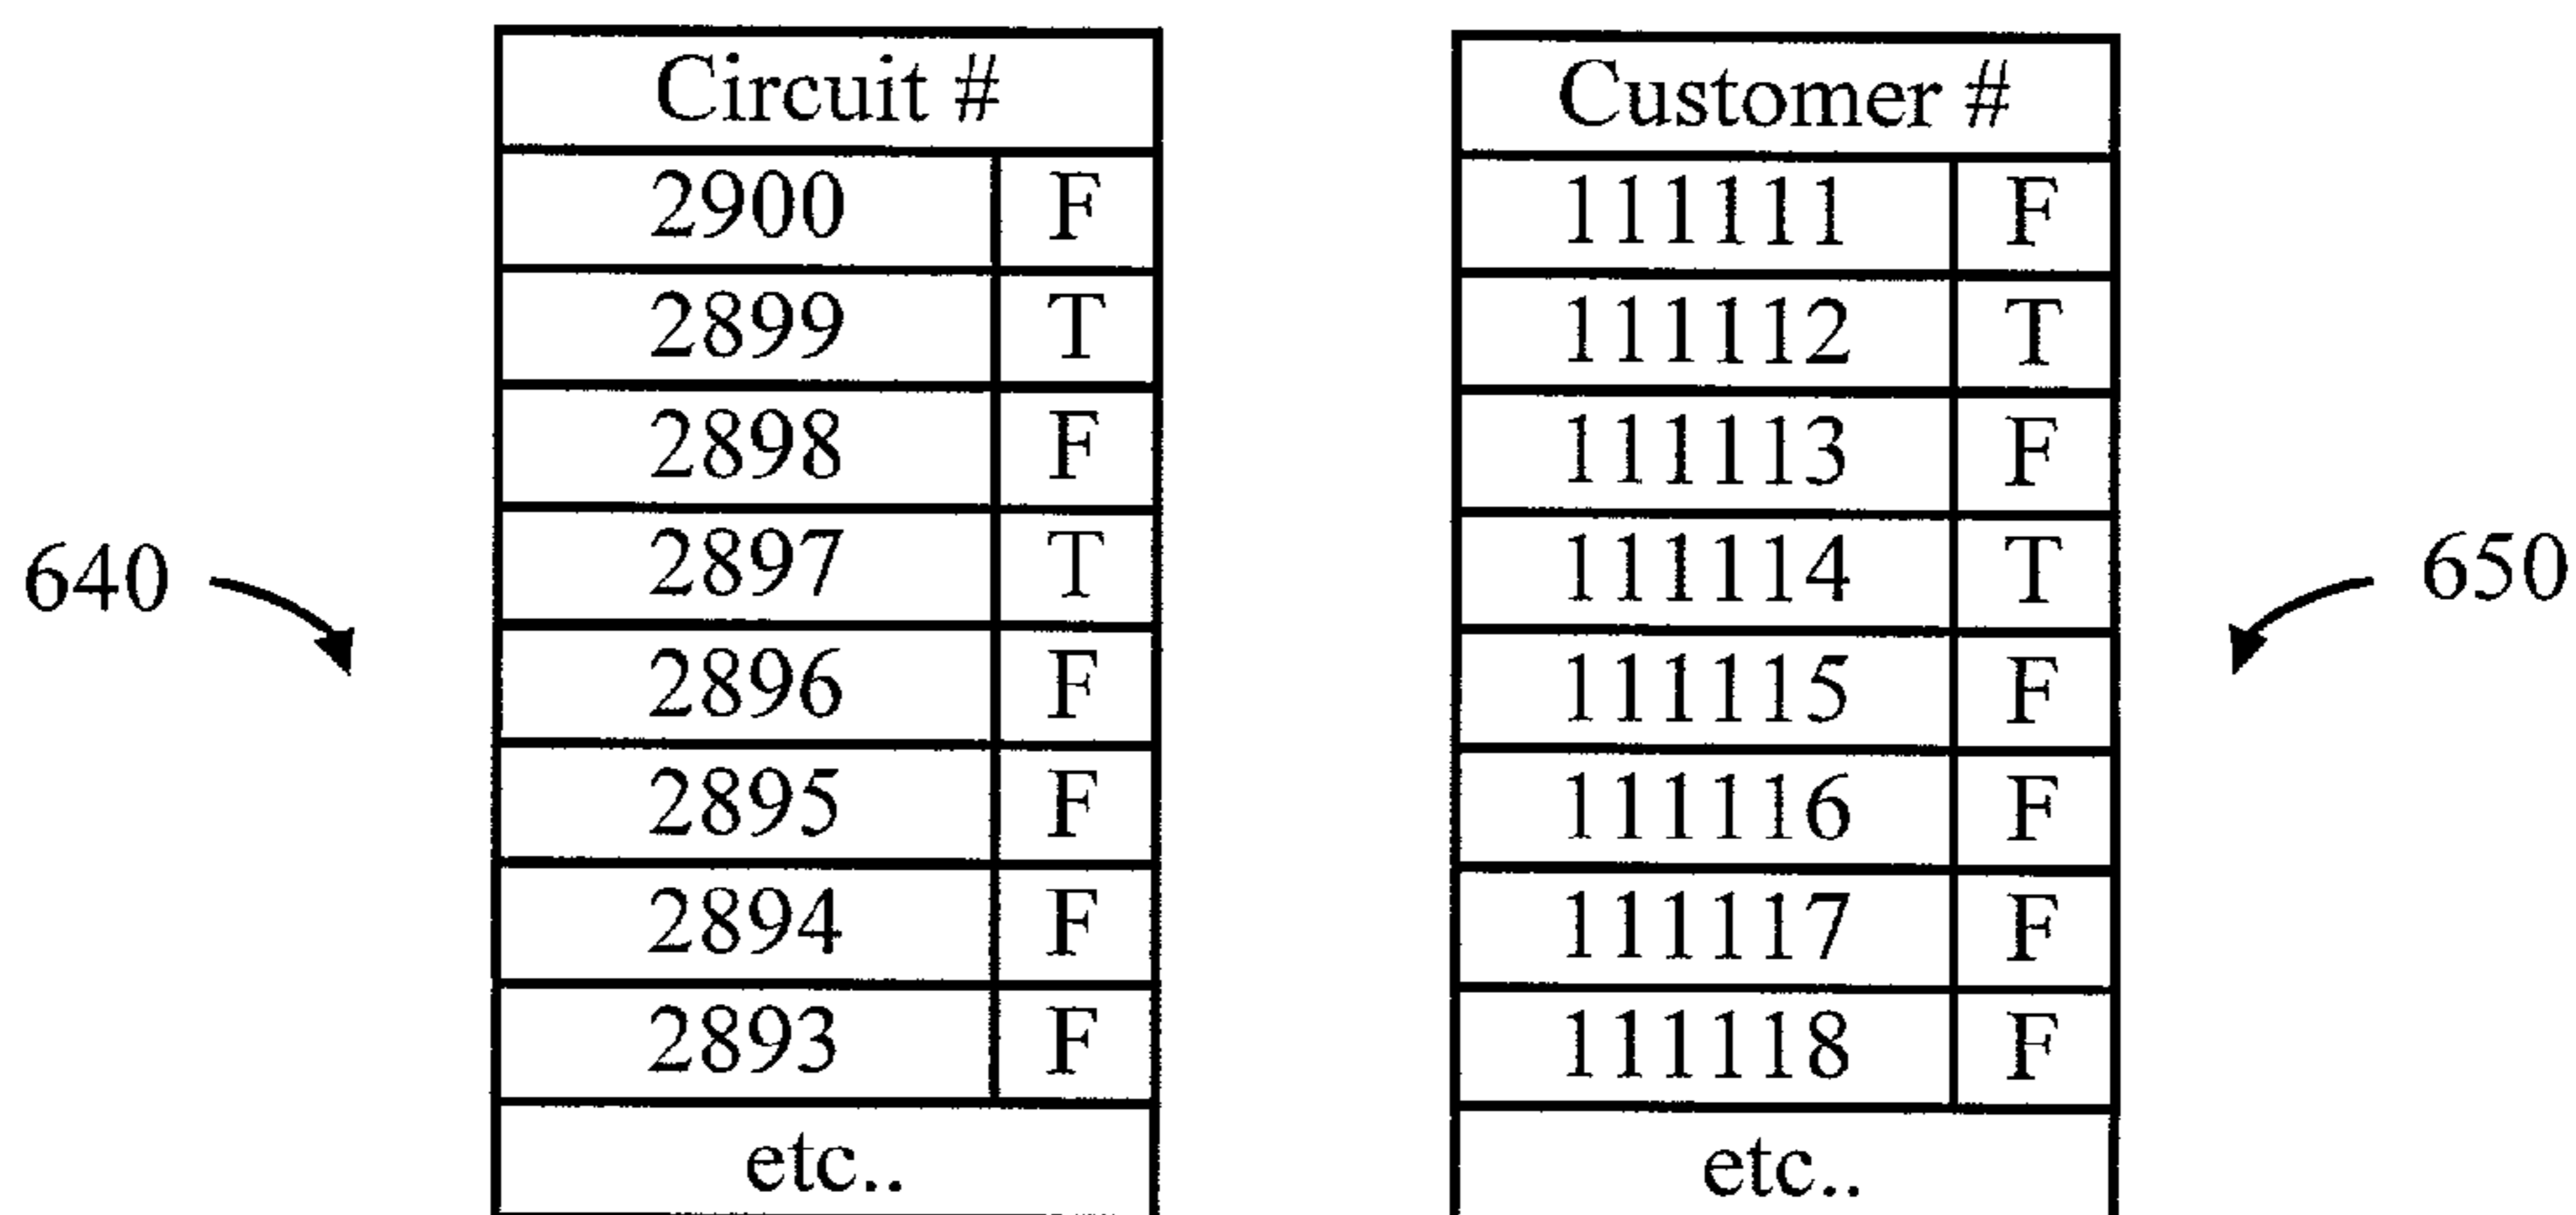 Circuit #
2900 F
2899 T
2898 F
2897 T
2896 F
2895 F
2894 F
2893 F
etc..
640
Customer #
111111 F
111112 T
111113 F
111114 T
111115 F
111116 F
111117 F
111118 F
etc..
650